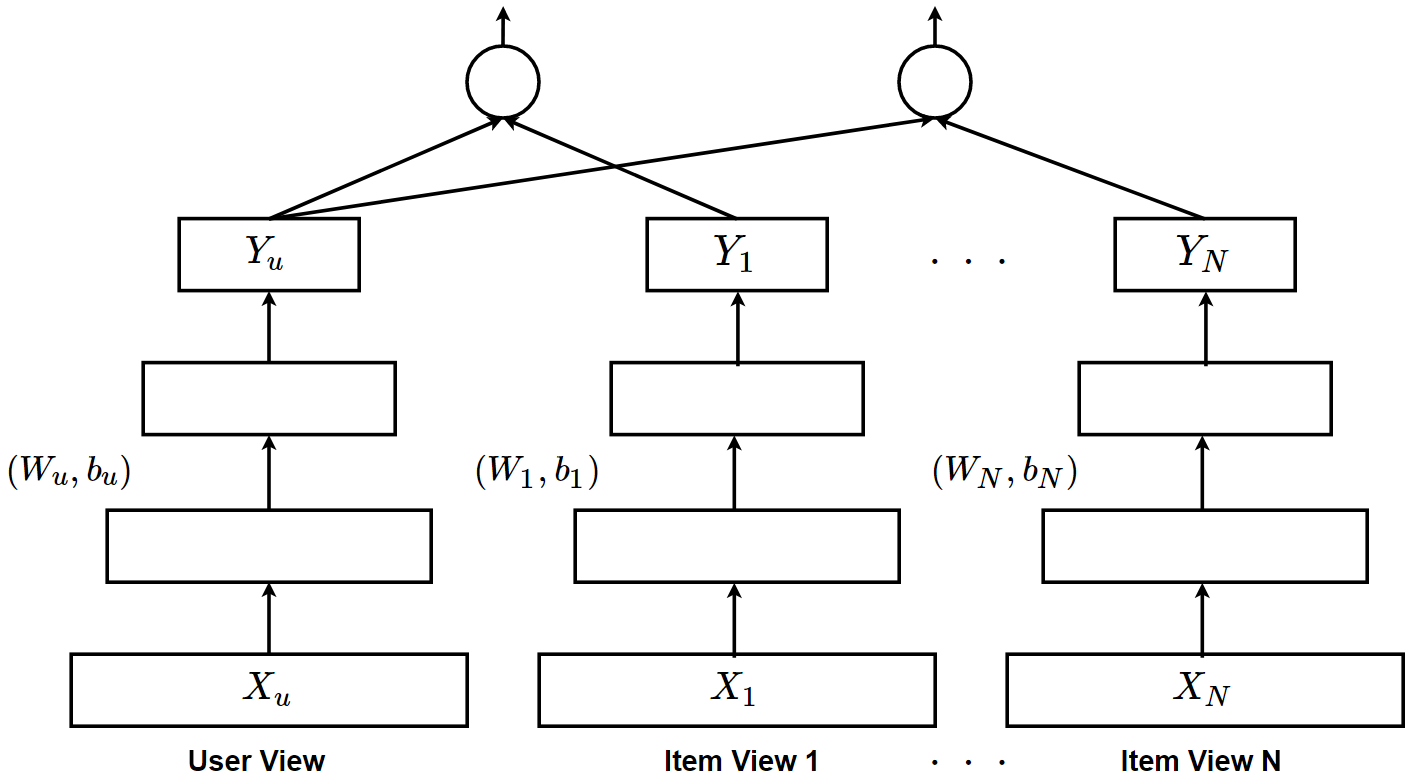 Y_u Y_1 . . . Y_N
(W_u, b_u) (W_1, b_1) (W_N, b_N)
X_u X_1 X_N
User View Item View 1 . . . Item View N